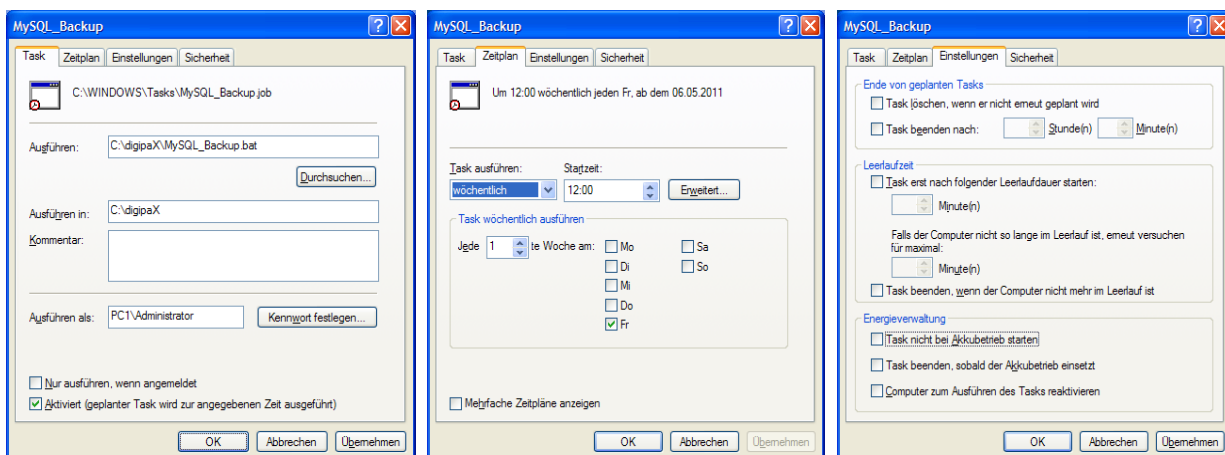 MySQL_Backup
Task Zeitplan Einstellungen Sicherheit
C:\WINDOWS\Tasks\MySQL_Backup.job
Ausführen: C:\digipaX\MySQL_Backup.bat
Durchsuchen...
Ausführen in: C:\digipaX
Kommentar:
Ausführen als: PC1\Administrator Kennwort festlegen...
Nur ausführen, wenn angemeldet
Aktiviert (geplanter Task wird zur angegebenen Zeit ausgeführt)
OK Abbrechen Übernehmen
MySQL_Backup
Task Zeitplan Einstellungen Sicherheit
Um 12:00 wöchentlich jeden Fr, ab dem 06.05.2011
Task ausführen: Startzeit:
wöchentlich 12:00 Erweitert...
Task wöchentlich ausführen
Jede 1 te Woche am: Mo Sa
Di So
Mi
Do
Fr
Mehrfache Zeitpläne anzeigen
OK Abbrechen Übernehmen
MySQL_Backup
Task Zeitplan Einstellungen Sicherheit
Ende von geplanten Tasks
Task löschen, wenn er nicht erneut geplant wird
Task beenden nach: Stunde(n) Minute(n)
Leerlaufzeit
Task erst nach folgender Leerlaufdauer starten:
Minute(n)
Falls der Computer nicht so lange im Leerlauf ist, erneut versuchen
für maximal:
Minute(n)
Task beenden, wenn der Computer nicht mehr im Leerlauf ist
Energieverwaltung
Task nicht bei Akkubetrieb starten
Task beenden, sobald der Akkubetrieb einsetzt
Computer zum Ausführen des Tasks reaktivieren
OK Abbrechen Übernehmen